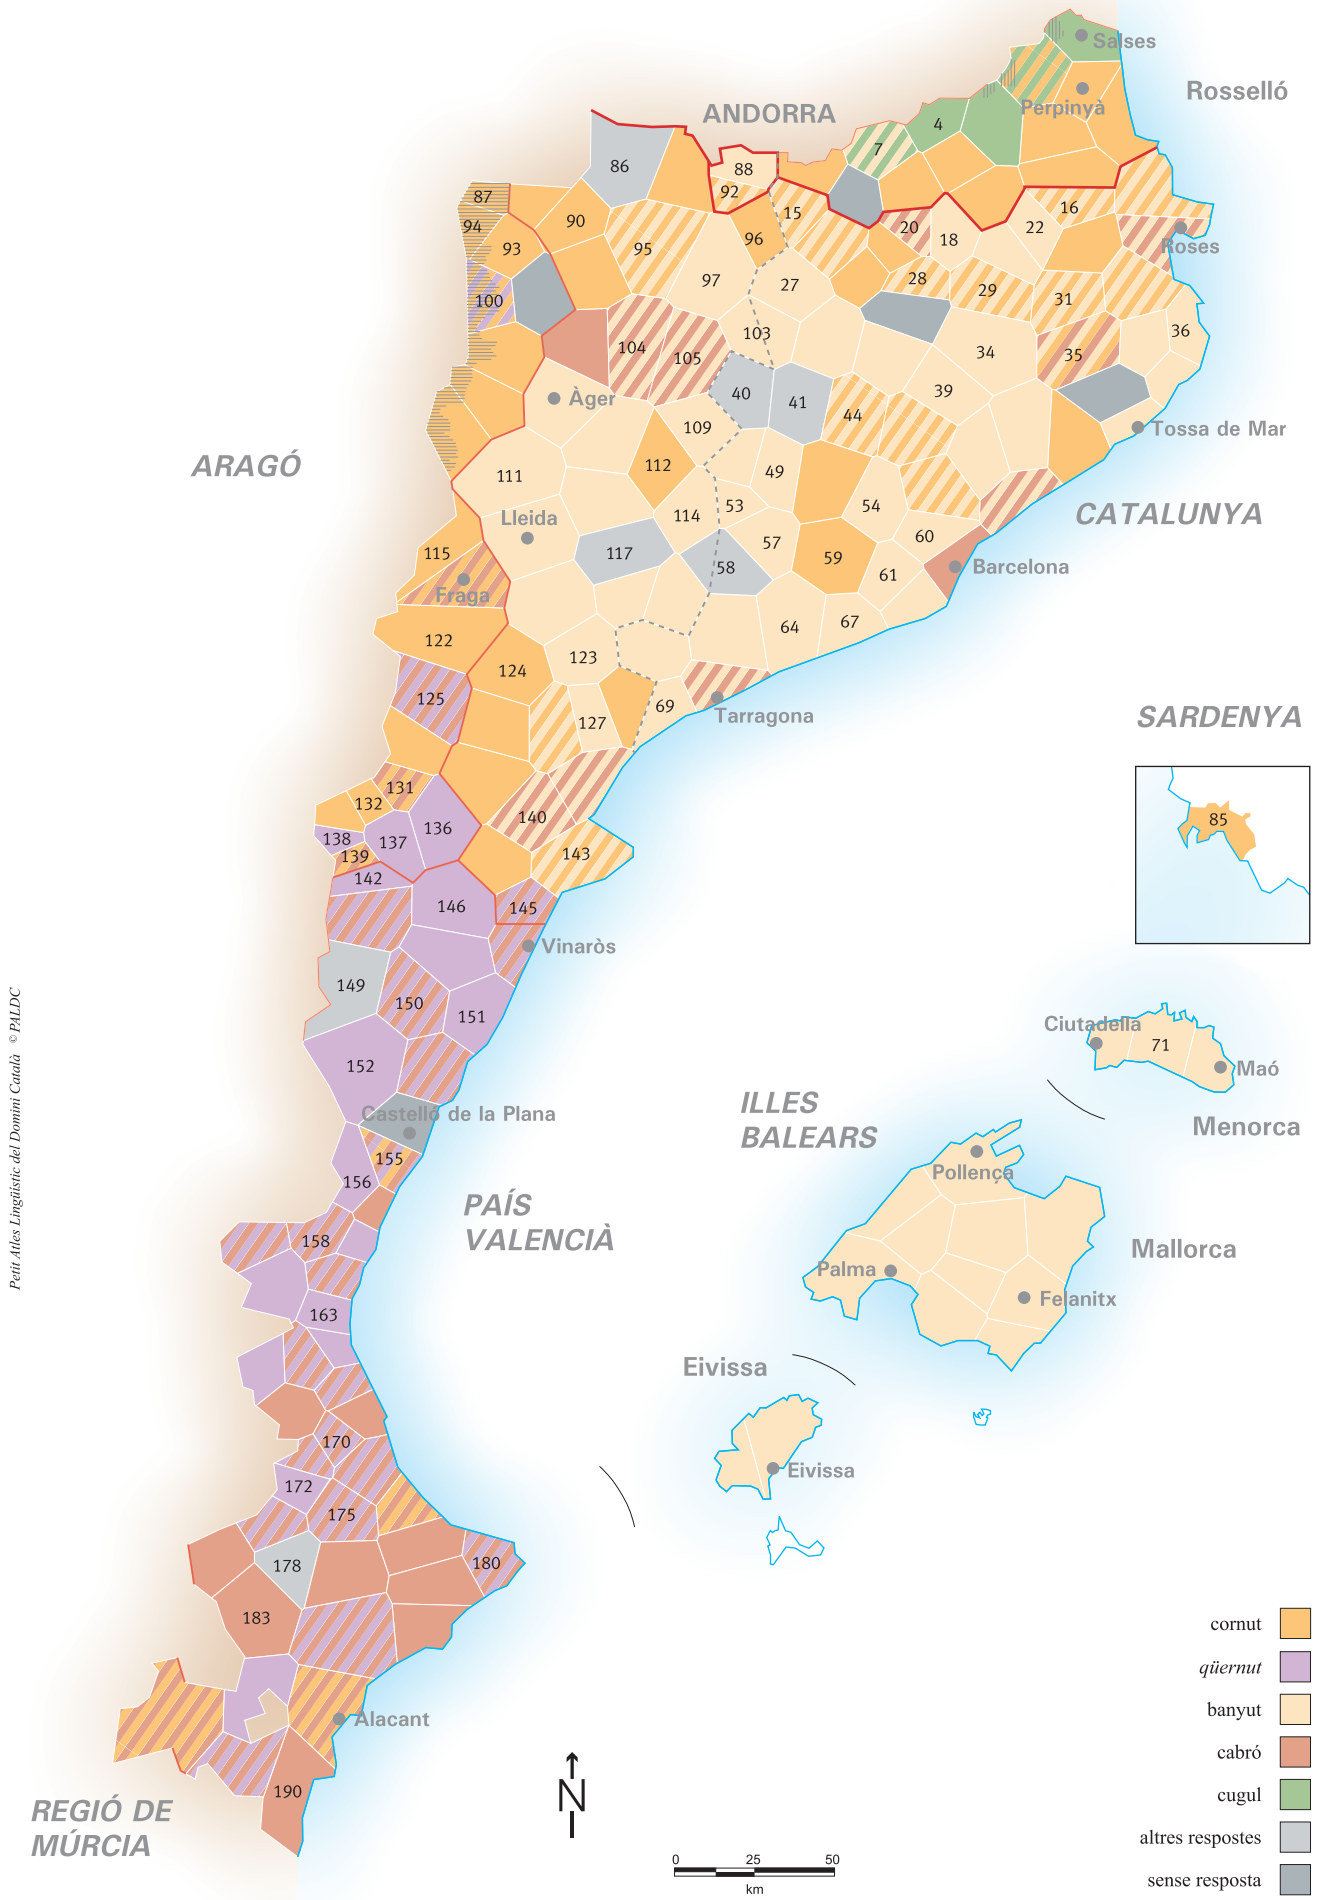 Salses
Rosselló
Perpinyà
ANDORRA
4
7
86
88
87
92
15
16
94
90
20
22
93
95
96
18
Roses
97
27
28
29
31
100
103
36
104
105
34
35
40
41
39
Àger
44
109
Tossa de Mar
ARAGÓ
112
49
111
53
54
CATALUNYA
Lleida
114
60
115
117
57
58
59
61
Barcelona
Fraga
64
67
122
123
124
125
69
127
Tarragona
SARDENYA
131
132
140
85
136
138
137
139
143
142
146
145
Vinaròs
149
150
151
Ciutadella
71
152
Maó
Castelló de la Plana
ILLES
BALEARS
Menorca
155
156
Pollença
PAÍS
VALENCIÀ
158
Mallorca
Palma
Felanitx
163
Eivissa
170
Eivissa
172
175
178
180
183
Alacant
190
REGIÓ DE
MÚRCIA
N
0 25 50
km
cornut
qüernut
banyut
cabró
cugul
altres respostes
sense resposta
Petit Atles Lingüístic del Domini Català © PALDC